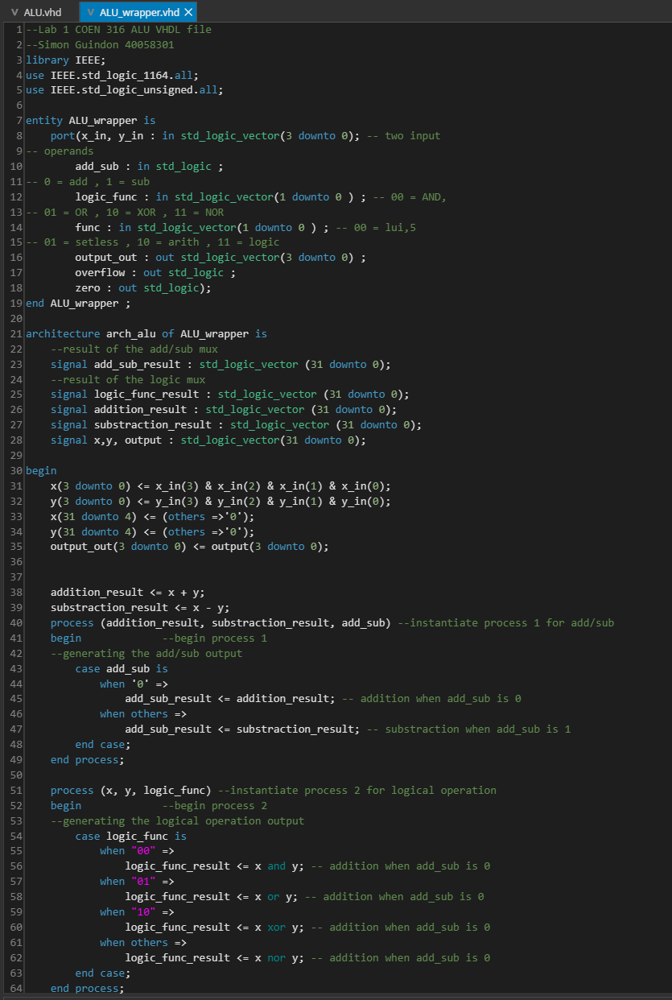 V ALU.vhd V ALU_wrapper.vhd X
1 --Lab 1 COEN 316 ALU VHDL file
2 --Simon Guindon 40058301
3 library IEEE;
4 use IEEE.std_logic_1164.all;
5 use IEEE.std_logic_unsigned.all;
6
7 entity ALU_wrapper is
8     port(x_in, y_in : in std_logic_vector(3 downto 0); -- two input
9 -- operands
10         add_sub : in std_logic ;
11 -- 0 = add , 1 = sub
12         logic_func : in std_logic_vector(1 downto 0 ) ; -- 00 = AND,
13 -- 01 = OR , 10 = XOR , 11 = NOR
14         func : in std_logic_vector(1 downto 0 ) ; -- 00 = lui,5
15 -- 01 = setless , 10 = arith , 11 = logic
16         output_out : out std_logic_vector(3 downto 0) ;
17         overflow : out std_logic ;
18         zero : out std_logic);
19 end ALU_wrapper ;
20
21 architecture arch_alu of ALU_wrapper is
22     --result of the add/sub mux
23     signal add_sub_result : std_logic_vector (31 downto 0);
24     --result of the logic mux
25     signal logic_func_result : std_logic_vector (31 downto 0);
26     signal addition_result : std_logic_vector (31 downto 0);
27     signal substraction_result : std_logic_vector (31 downto 0);
28     signal x,y, output : std_logic_vector(31 downto 0);
29
30 begin
31     x(3 downto 0) <= x_in(3) & x_in(2) & x_in(1) & x_in(0);
32     y(3 downto 0) <= y_in(3) & y_in(2) & y_in(1) & y_in(0);
33     x(31 downto 4) <= (others =>'0');
34     y(31 downto 4) <= (others =>'0');
35     output_out(3 downto 0) <= output(3 downto 0);
36
37
38     addition_result <= x + y;
39     substraction_result <= x - y;
40     process (addition_result, substraction_result, add_sub) --instantiate process 1 for add/sub
41     begin             --begin process 1
42     --generating the add/sub output
43         case add_sub is
44             when '0' =>
45                 add_sub_result <= addition_result; -- addition when add_sub is 0
46             when others =>
47                 add_sub_result <= substraction_result; -- substraction when add_sub is 1
48         end case;
49     end process;
50
51     process (x, y, logic_func) --instantiate process 2 for logical operation
52     begin             --begin process 2
53     --generating the logical operation output
54         case logic_func is
55             when "00" =>
56                 logic_func_result <= x and y; -- addition when add_sub is 0
57             when "01" =>
58                 logic_func_result <= x or y; -- addition when add_sub is 0
59             when "10" =>
60                 logic_func_result <= x xor y; -- addition when add_sub is 0
61             when others =>
62                 logic_func_result <= x nor y; -- addition when add_sub is 0
63         end case;
64     end process;